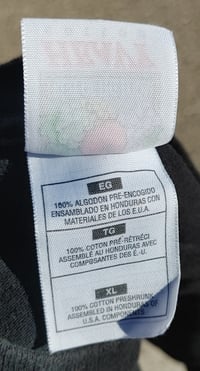 EG
100% ALGODON PRE-ENCOGIDO
ENSAMBLADO EN HONDURAS CON
MATERIALES DE LOS E.U.A.
TG
100% COTON PRÉ-RÉTRÉCI
ASSEMBLÉ AU HONDURAS AVEC
COMPOSANTES DES É.-U.
XL
100% COTTON PRESHRUNK
ASSEMBLED IN HONDURAS OF
U.S.A. COMPONENTS